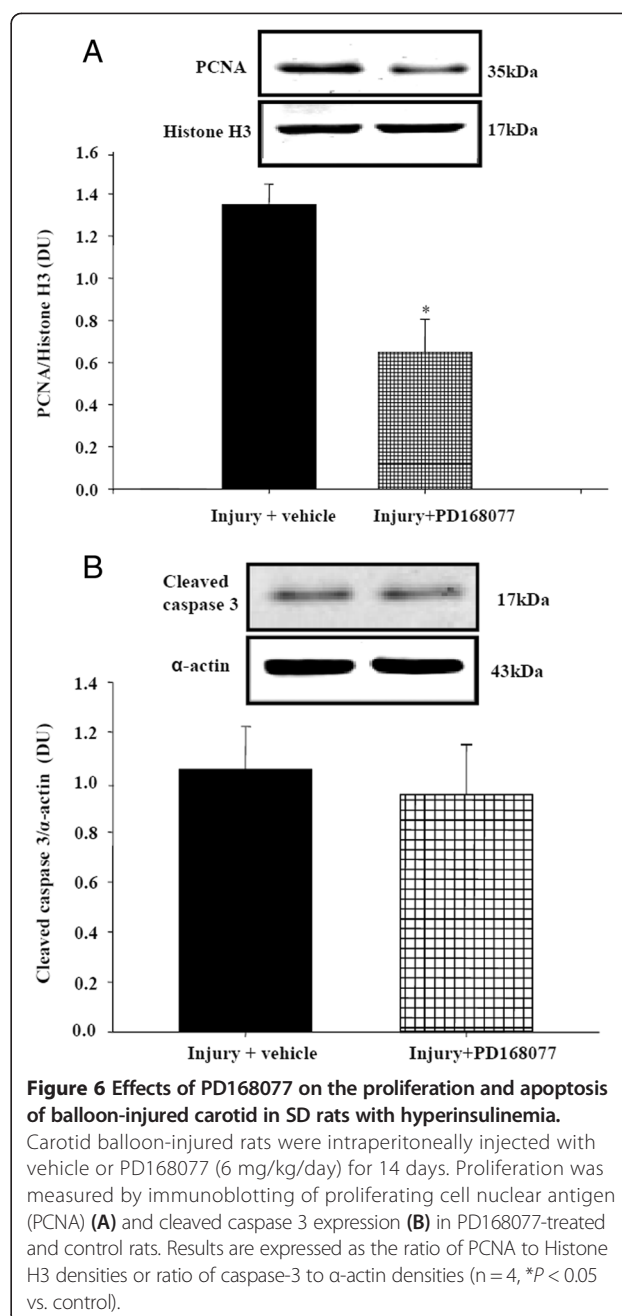 A
PCNA
35kDa
Histone H3
17kDa
1.6
1.4
1.2
1.0
0.8
0.6
0.4
0.2
0.0
PCNA/Histone H3 (DU)
*
Injury + vehicle
Injury+PD168077
B
Cleaved
caspase 3
17kDa
α-actin
43kDa
1.4
1.2
1.0
0.8
0.6
0.4
0.2
0.0
Cleaved caspase 3/α-actin (DU)
Injury + vehicle
Injury+PD168077
Figure 6 Effects of PD168077 on the proliferation and apoptosis
of balloon-injured carotid in SD rats with hyperinsulinemia.
Carotid balloon-injured rats were intraperitoneally injected with
vehicle or PD168077 (6 mg/kg/day) for 14 days. Proliferation was
measured by immunoblotting of proliferating cell nuclear antigen
(PCNA) (A) and cleaved caspase 3 expression (B) in PD168077-treated
and control rats. Results are expressed as the ratio of PCNA to Histone
H3 densities or ratio of caspase-3 to α-actin densities (n = 4, *P < 0.05
vs. control).